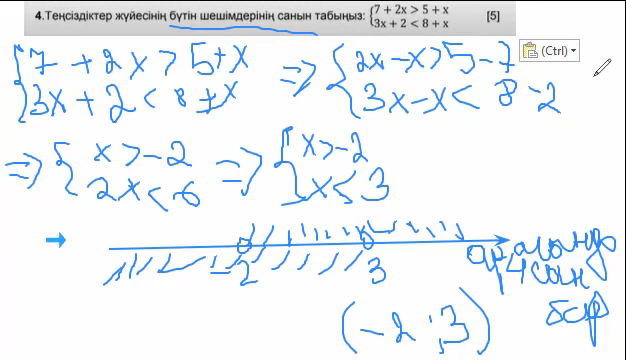 4.Теңсіздіктер жүйесінің бүтін шешімдерінің санын табыңыз: {7 + 2x > 5 + x [5]
3x + 2 < 8 + x
(Ctrl)
{7 + 2x > 5 + x => {2x - x > 5 - 7
3x + 2 < 8 + x 3x - x < 8 - 2
=> {x > -2 => {x > -2
2x < 6 x < 3
-2 3
арасында
4 сан
бар
(-2 ; 3)